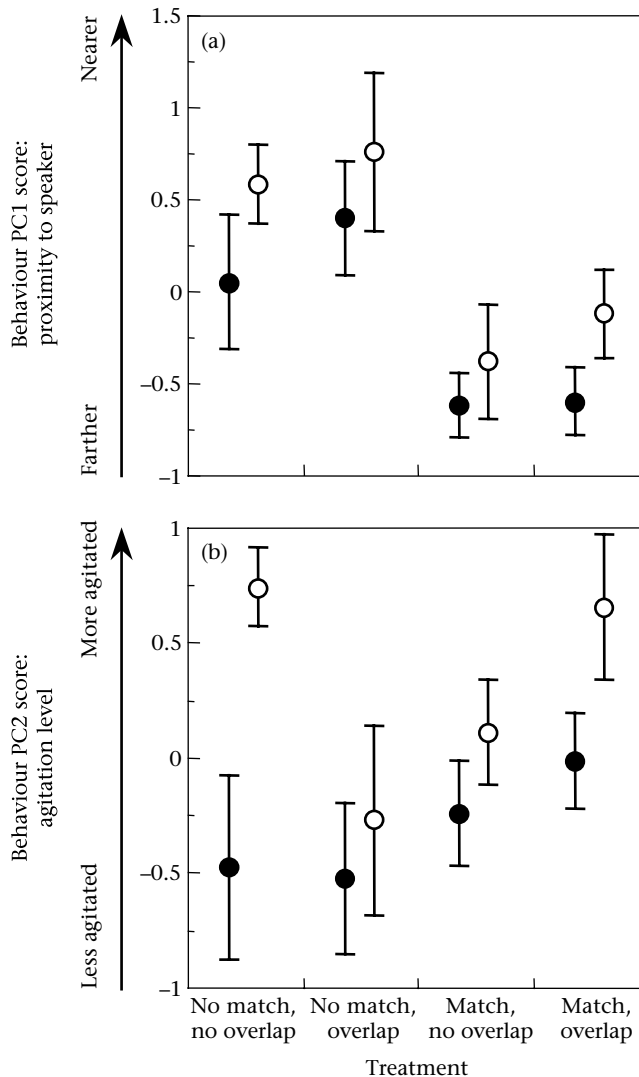 Behaviour PC1 score:
proximity to speaker
Nearer
Farther
(a)
1.5
1
0.5
0
−0.5
−1
Behaviour PC2 score:
agitation level
More agitated
Less agitated
(b)
1
0.5
0
−0.5
−1
No match,
no overlap
No match,
overlap
Match,
no overlap
Match,
overlap
Treatment